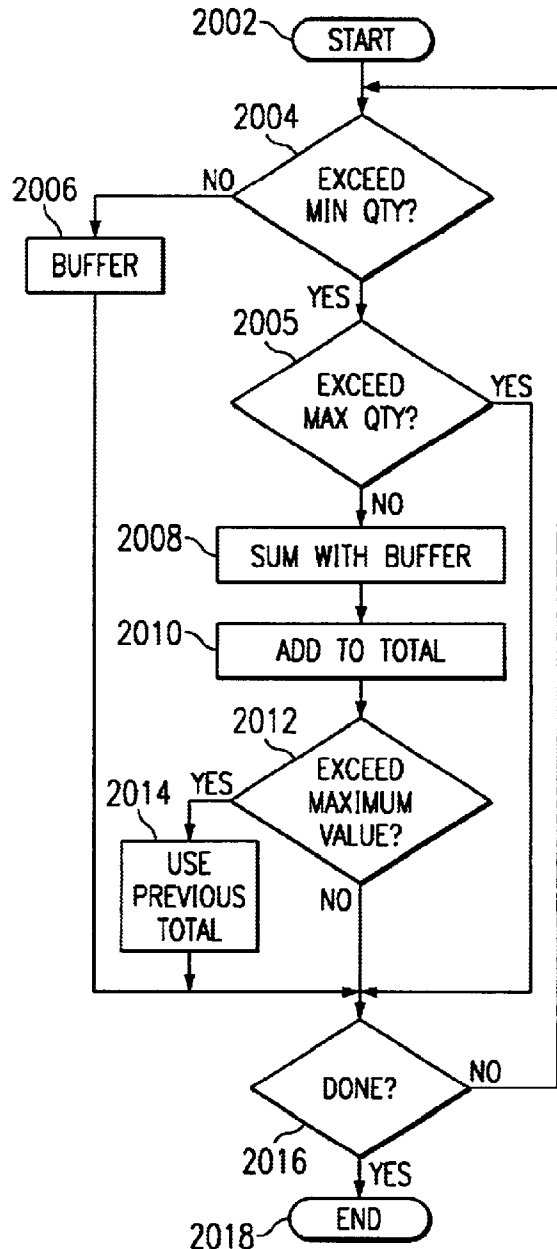 2002
START
2004
EXCEED
MIN QTY?
NO
2006
BUFFER
YES
2005
EXCEED
MAX QTY?
YES
NO
2008
SUM WITH BUFFER
2010
ADD TO TOTAL
2012
EXCEED
MAXIMUM
VALUE?
YES
2014
USE
PREVIOUS
TOTAL
NO
DONE?
NO
2016
YES
2018
END